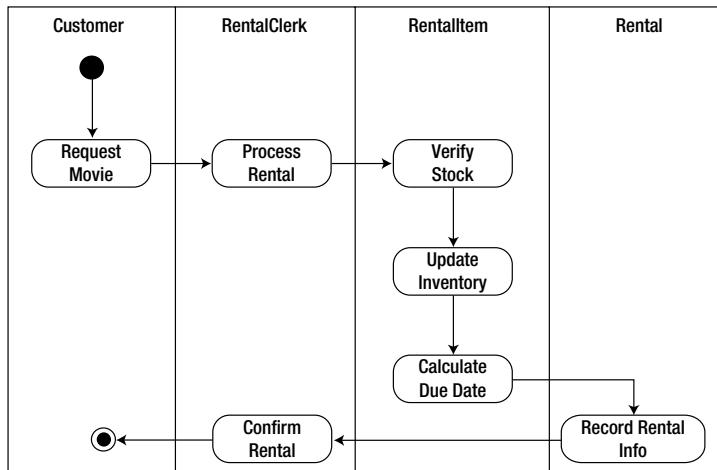 Customer
RentalClerk
RentalItem
Rental
Request
Movie
Process
Rental
Verify
Stock
Update
Inventory
Calculate
Due Date
Confirm
Rental
Record Rental
Info